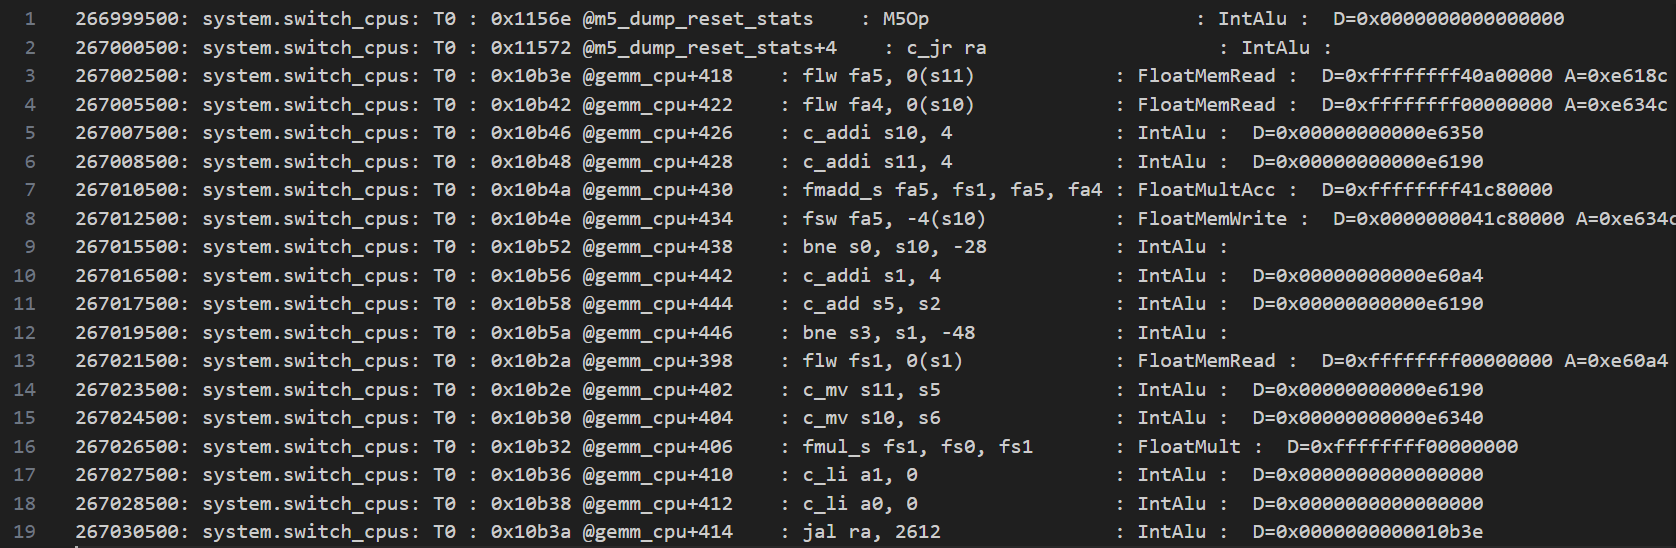 1 266999500: system.switch_cpus: T0 : 0x1156e @m5_dump_reset_stats    : M5Op                       : IntAlu :  D=0x0000000000000000
2 267000500: system.switch_cpus: T0 : 0x11572 @m5_dump_reset_stats+4    : c_jr ra                    : IntAlu :
3 267002500: system.switch_cpus: T0 : 0x10b3e @gemm_cpu+418    : flw fa5, 0(s11)            : FloatMemRead :  D=0xffffffff40a00000 A=0xe618c
4 267005500: system.switch_cpus: T0 : 0x10b42 @gemm_cpu+422    : flw fa4, 0(s10)            : FloatMemRead :  D=0xffffffff00000000 A=0xe634c
5 267007500: system.switch_cpus: T0 : 0x10b46 @gemm_cpu+426    : c_addi s10, 4              : IntAlu :  D=0x00000000000e6350
6 267008500: system.switch_cpus: T0 : 0x10b48 @gemm_cpu+428    : c_addi s11, 4              : IntAlu :  D=0x00000000000e6190
7 267010500: system.switch_cpus: T0 : 0x10b4a @gemm_cpu+430    : fmadd_s fa5, fs1, fa5, fa4 : FloatMultAcc :  D=0xffffffff41c80000
8 267012500: system.switch_cpus: T0 : 0x10b4e @gemm_cpu+434    : fsw fa5, -4(s10)           : FloatMemWrite :  D=0x0000000041c80000 A=0xe634c
9 267015500: system.switch_cpus: T0 : 0x10b52 @gemm_cpu+438    : bne s0, s10, -28           : IntAlu :
10 267016500: system.switch_cpus: T0 : 0x10b56 @gemm_cpu+442    : c_addi s1, 4               : IntAlu :  D=0x00000000000e60a4
11 267017500: system.switch_cpus: T0 : 0x10b58 @gemm_cpu+444    : c_add s5, s2               : IntAlu :  D=0x00000000000e6190
12 267019500: system.switch_cpus: T0 : 0x10b5a @gemm_cpu+446    : bne s3, s1, -48            : IntAlu :
13 267021500: system.switch_cpus: T0 : 0x10b2a @gemm_cpu+398    : flw fs1, 0(s1)             : FloatMemRead :  D=0xffffffff00000000 A=0xe60a4
14 267023500: system.switch_cpus: T0 : 0x10b2e @gemm_cpu+402    : c_mv s11, s5               : IntAlu :  D=0x00000000000e6190
15 267024500: system.switch_cpus: T0 : 0x10b30 @gemm_cpu+404    : c_mv s10, s6               : IntAlu :  D=0x00000000000e6340
16 267026500: system.switch_cpus: T0 : 0x10b32 @gemm_cpu+406    : fmul_s fs1, fs0, fs1       : FloatMult :  D=0xffffffff00000000
17 267027500: system.switch_cpus: T0 : 0x10b36 @gemm_cpu+410    : c_li a1, 0                 : IntAlu :  D=0x0000000000000000
18 267028500: system.switch_cpus: T0 : 0x10b38 @gemm_cpu+412    : c_li a0, 0                 : IntAlu :  D=0x0000000000000000
19 267030500: system.switch_cpus: T0 : 0x10b3a @gemm_cpu+414    : jal ra, 2612               : IntAlu :  D=0x0000000000010b3e